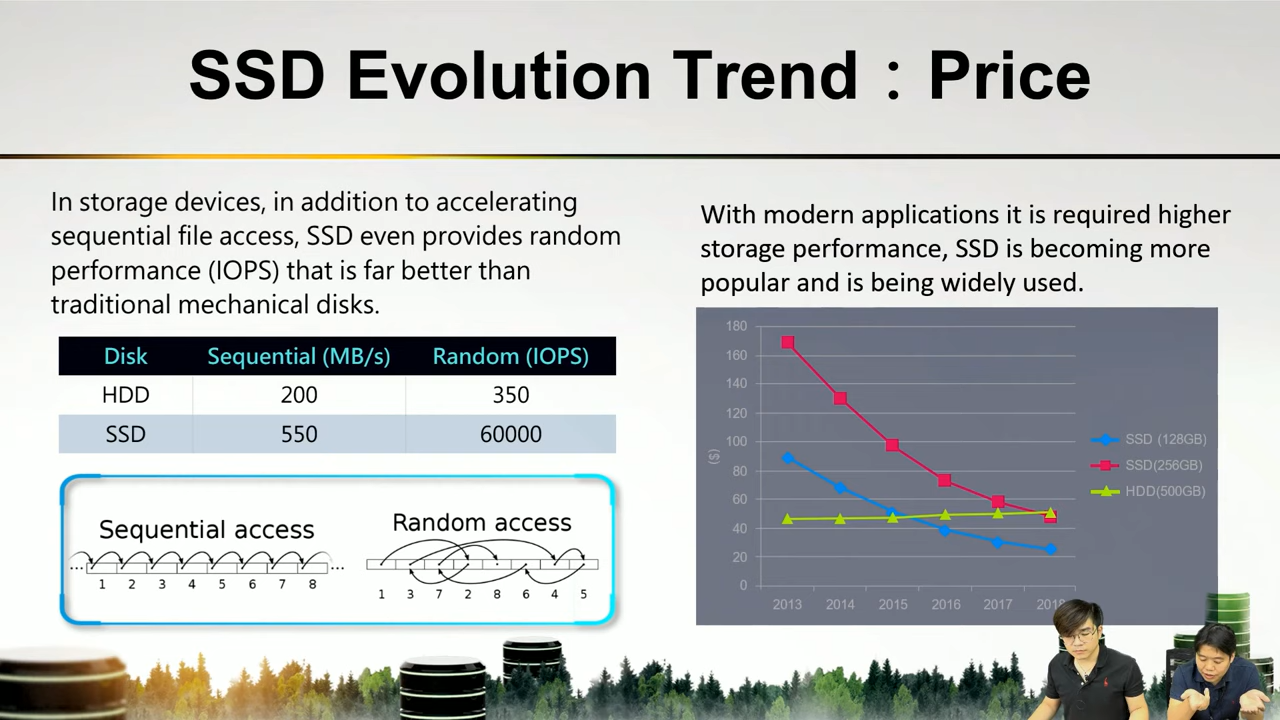 SSD Evolution Trend：Price
In storage devices, in addition to accelerating
sequential file access, SSD even provides random
performance (IOPS) that is far better than
traditional mechanical disks.
Disk Sequential (MB/s) Random (IOPS)
HDD 200 350
SSD 550 60000
Sequential access
... ...
1 2 3 4 5 6 7 8
Random access
1 3 7 2 8 6 4 5
With modern applications it is required higher
storage performance, SSD is becoming more
popular and is being widely used.
180
160
140
120
100
80
60
40
20
0
($)
2013 2014 2015 2016 2017 2018
SSD (128GB)
SSD(256GB)
HDD(500GB)